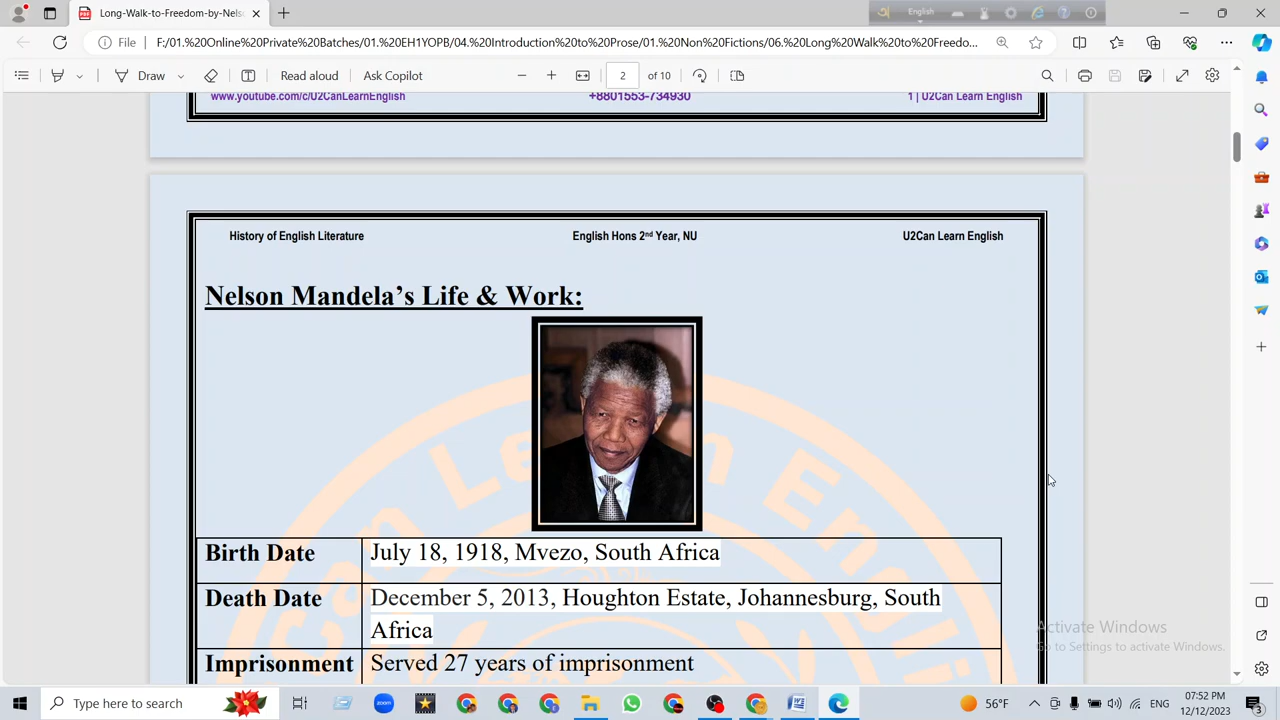 Long-Walk-to-Freedom-by-Nels
English
File
F:/01.%20Online%20Private%20Batches/01.%20EH1YOPB/04.%20Introduction%20to%20Prose/01.%20Non%20Fictions/06.%20Long%20Walk%20to%20Freedo...
Draw
Read aloud
Ask Copilot
2
of 10
www.youtube.com/c/U2CanLearnEnglish
+8801553-734930
1 | U2Can Learn English
History of English Literature
English Hons 2nd Year, NU
U2Can Learn English
Nelson Mandela’s Life & Work:
Birth Date
July 18, 1918, Mvezo, South Africa
Death Date
December 5, 2013, Houghton Estate, Johannesburg, South
Africa
Imprisonment
Served 27 years of imprisonment
Activate Windows
Go to Settings to activate Windows.
Type here to search
zoom
56°F
ENG
07:52 PM
12/12/2023
3